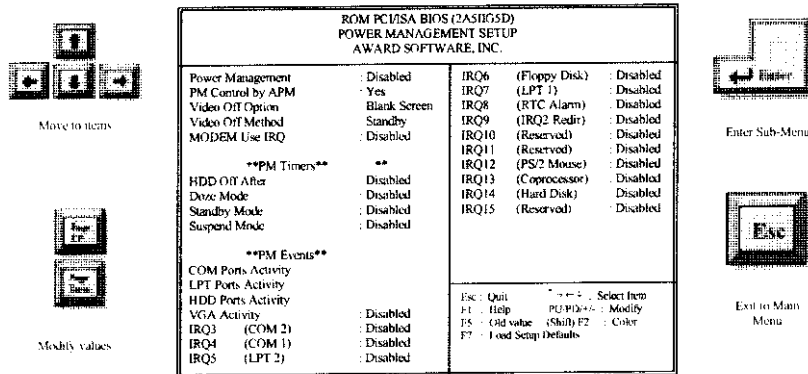 ROM PCI/ISA BIOS (2A5IIG5D)
POWER MANAGEMENT SETUP
AWARD SOFTWARE, INC.
Power Management : Disabled
PM Control by APM : Yes
Video Off Option Blank Screen
Video Off Method Standby
MODEM Use IRQ : Disabled
**PM Timers** **
HDD Off After : Disabled
Doze Mode : Disabled
Standby Mode : Disabled
Suspend Mode : Disabled
**PM Events**
COM Ports Activity
LPT Ports Activity
HDD Ports Activity
VGA Activity : Disabled
IRQ3 (COM 2) : Disabled
IRQ4 (COM 1) : Disabled
IRQ5 (LPT 2) : Disabled
IRQ6 (Floppy Disk) : Disabled
IRQ7 (LPT 1) : Disabled
IRQ8 (RTC Alarm) : Disabled
IRQ9 (IRQ2 Redir) : Disabled
IRQ10 (Reserved) : Disabled
IRQ11 (Reserved) : Disabled
IRQ12 (PS/2 Mouse) : Disabled
IRQ13 (Coprocessor) : Disabled
IRQ14 (Hard Disk) : Disabled
IRQ15 (Reserved) : Disabled
Esc : Quit ↑→←↓ : Select Item
F1 : Help PU/PD/+/- : Modify
F5 : Old value (Shift) F2 : Color
F7 : Load Setup Defaults
Move to items
Page
Page
Modify values
Enter
Enter Sub-Menu
Esc
Exit to Main
Menu